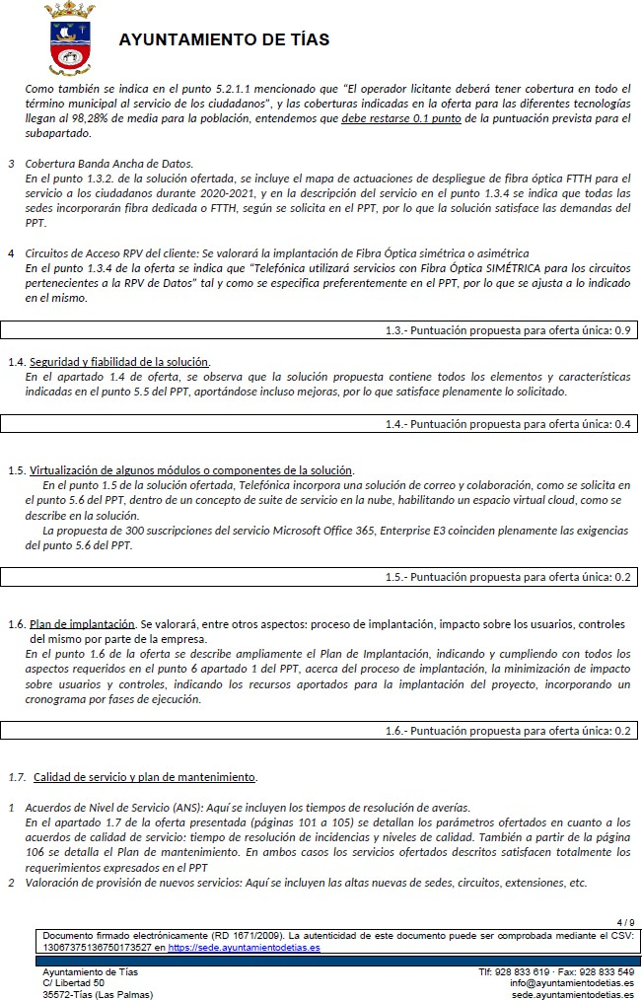 AYUNTAMIENTO DE TÍAS
Como también se indica en el punto 5.2.1.1 mencionado que “El operador licitante deberá tener cobertura en todo el
término municipal al servicio de los ciudadanos”, y las coberturas indicadas en la oferta para las diferentes tecnologías
llegan al 98,28% de media para la población, entendemos que debe restarse 0.1 punto de la puntuación prevista para el
subapartado.
3 Cobertura Banda Ancha de Datos.
En el punto 1.3.2. de la solución ofertada, se incluye el mapa de actuaciones de despliegue de fibra óptica FTTH para el
servicio a los ciudadanos durante 2020-2021, y en la descripción del servicio en el punto 1.3.4 se indica que todas las
sedes incorporarán fibra dedicada o FTTH, según se solicita en el PPT, por lo que la solución satisface las demandas del
PPT.
4 Circuitos de Acceso RPV del cliente: Se valorará la implantación de Fibra Óptica simétrica o asimétrica
En el punto 1.3.4 de la oferta se indica que “Telefónica utilizará servicios con Fibra Óptica SIMÉTRICA para los circuitos
pertenecientes a la RPV de Datos” tal y como se especifica preferentemente en el PPT, por lo que se ajusta a lo indicado
en el mismo.
1.3.- Puntuación propuesta para oferta única: 0.9
1.4. Seguridad y fiabilidad de la solución.
En el apartado 1.4 de oferta, se observa que la solución propuesta contiene todos los elementos y características
indicadas en el punto 5.5 del PPT, aportándose incluso mejoras, por lo que satisface plenamente lo solicitado.
1.4.- Puntuación propuesta para oferta única: 0.4
1.5. Virtualización de algunos módulos o componentes de la solución.
En el punto 1.5 de la solución ofertada, Telefónica incorpora una solución de correo y colaboración, como se solicita en
el punto 5.6 del PPT, dentro de un concepto de suite de servicio en la nube, habilitando un espacio virtual cloud, como se
describe en la solución.
La propuesta de 300 suscripciones del servicio Microsoft Office 365, Enterprise E3 coinciden plenamente las exigencias
del punto 5.6 del PPT.
1.5.- Puntuación propuesta para oferta única: 0.2
1.6. Plan de implantación. Se valorará, entre otros aspectos: proceso de implantación, impacto sobre los usuarios, controles
del mismo por parte de la empresa.
En el punto 1.6 de la oferta se describe ampliamente el Plan de Implantación, indicando y cumpliendo con todos los
aspectos requeridos en el punto 6 apartado 1 del PPT, acerca del proceso de implantación, la minimización de impacto
sobre usuarios y controles, indicando los recursos aportados para la implantación del proyecto, incorporando un
cronograma por fases de ejecución.
1.6.- Puntuación propuesta para oferta única: 0.2
1.7. Calidad de servicio y plan de mantenimiento.
1 Acuerdos de Nivel de Servicio (ANS): Aquí se incluyen los tiempos de resolución de averías.
En el apartado 1.7 de la oferta presentada (páginas 101 a 105) se detallan los parámetros ofertados en cuanto a los
acuerdos de calidad de servicio: tiempo de resolución de incidencias y niveles de calidad. También a partir de la página
106 se detalla el Plan de mantenimiento. En ambos casos los servicios ofertados descritos satisfacen totalmente los
requerimientos expresados en el PPT
2 Valoración de provisión de nuevos servicios: Aquí se incluyen las altas nuevas de sedes, circuitos, extensiones, etc.
4 / 9
Documento firmado electrónicamente (RD 1671/2009). La autenticidad de este documento puede ser comprobada mediante el CSV:
13067375136750173527 en https://sede.ayuntamientodetias.es
Ayuntamiento de Tías Tlf: 928 833 619 · Fax: 928 833 549
C/ Libertad 50 info@ayuntamientodetias.es
35572-Tías (Las Palmas) sede.ayuntamientodetias.es